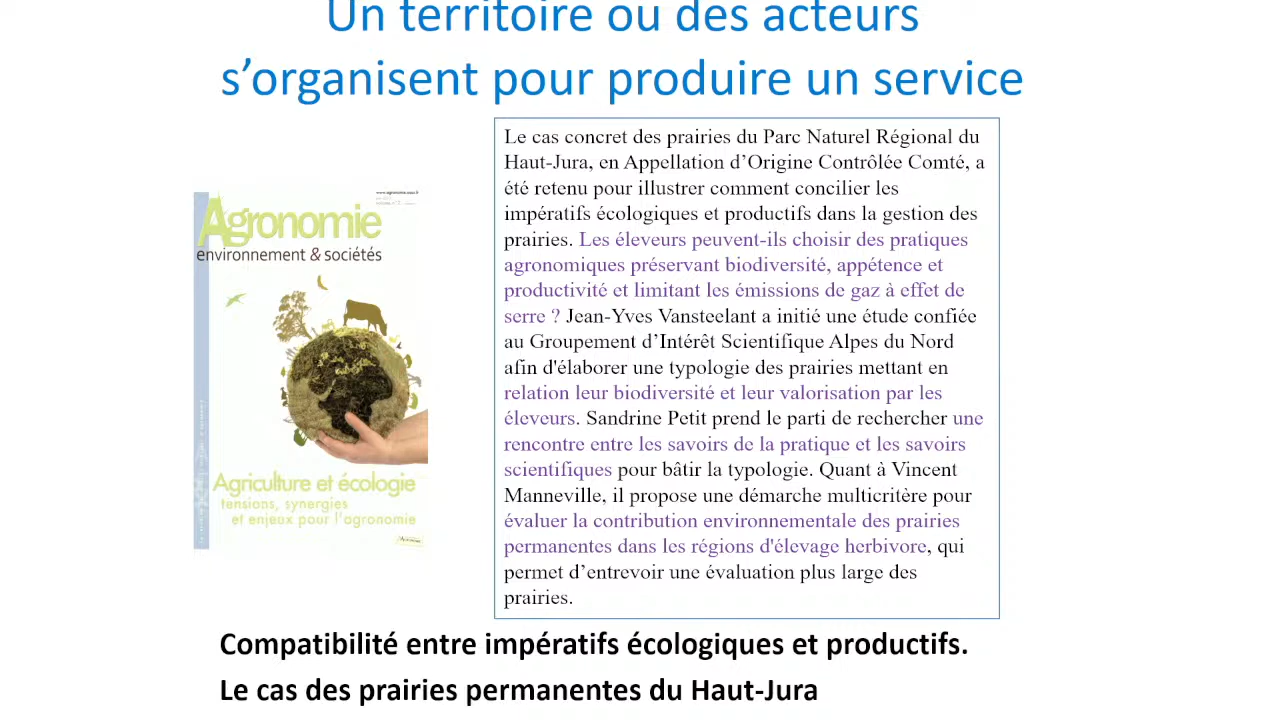 Un territoire ou des acteurs
s’organisent pour produire un service
Le cas concret des prairies du Parc Naturel Régional du
Haut-Jura, en Appellation d’Origine Contrôlée Comté, a
été retenu pour illustrer comment concilier les
impératifs écologiques et productifs dans la gestion des
prairies. Les éleveurs peuvent-ils choisir des pratiques
agronomiques préservant biodiversité, appétence et
productivité et limitant les émissions de gaz à effet de
serre ? Jean-Yves Vansteelant a initié une étude confiée
au Groupement d’Intérêt Scientifique Alpes du Nord
afin d'élaborer une typologie des prairies mettant en
relation leur biodiversité et leur valorisation par les
éleveurs. Sandrine Petit prend le parti de rechercher une
rencontre entre les savoirs de la pratique et les savoirs
scientifiques pour bâtir la typologie. Quant à Vincent
Manneville, il propose une démarche multicritère pour
évaluer la contribution environnementale des prairies
permanentes dans les régions d'élevage herbivore, qui
permet d’entrevoir une évaluation plus large des
prairies.
Agronomie
environnement & sociétés
Agriculture et écologie
tensions, synergies
et enjeux pour l'agronomie
Compatibilité entre impératifs écologiques et productifs.
Le cas des prairies permanentes du Haut-Jura